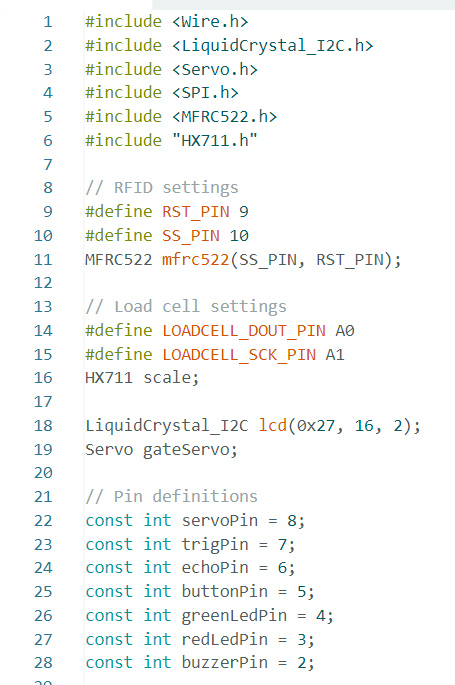 1 #include <Wire.h>
2 #include <LiquidCrystal_I2C.h>
3 #include <Servo.h>
4 #include <SPI.h>
5 #include <MFRC522.h>
6 #include "HX711.h"
7
8 // RFID settings
9 #define RST_PIN 9
10 #define SS_PIN 10
11 MFRC522 mfrc522(SS_PIN, RST_PIN);
12
13 // Load cell settings
14 #define LOADCELL_DOUT_PIN A0
15 #define LOADCELL_SCK_PIN A1
16 HX711 scale;
17
18 LiquidCrystal_I2C lcd(0x27, 16, 2);
19 Servo gateServo;
20
21 // Pin definitions
22 const int servoPin = 8;
23 const int trigPin = 7;
24 const int echoPin = 6;
25 const int buttonPin = 5;
26 const int greenLedPin = 4;
27 const int redLedPin = 3;
28 const int buzzerPin = 2;